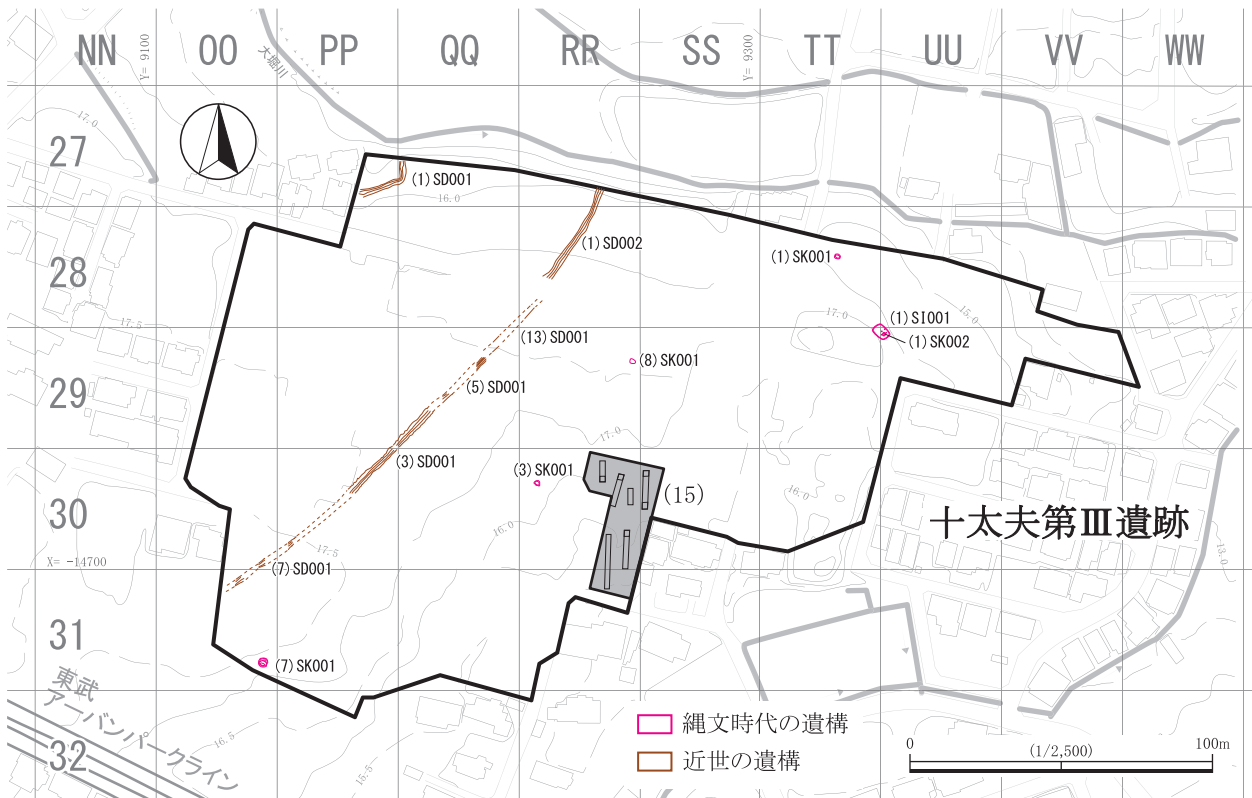 NN OO PP QQ RR SS TT UU VV WW
Y= 9100
Y= 9300
大堀川
17.0
27
(1)SD001
16.0
(1)SD002
28
(1)SK001
17.5
17.0
15.0
(1)SI001
(1)SK002
(13)SD001
(8)SK001
(5)SD001
29
17.0
(3)SD001
(3)SK001
(15)
16.0
30
十太夫第Ⅲ遺跡
16.0
17.5
13.0
X= -14700
(7)SD001
31
(7)SK001
東武
アーバンパークライン
16.5
15.5
32
縄文時代の遺構
近世の遺構
0 (1/2,500) 100m